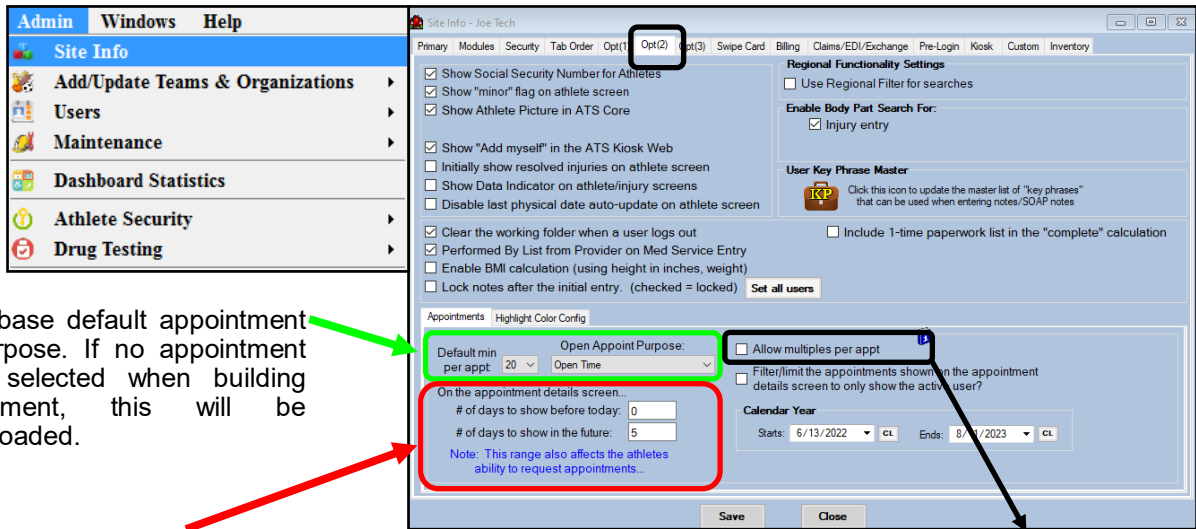 Admin Windows Help
Site Info
Add/Update Teams & Organizations
Users
Maintenance
Dashboard Statistics
Athlete Security
Drug Testing
base default appointment
rpose. If no appointment
selected when building
ment, this will be
oaded.
Site Info - Joe Tech
Primary Modules Security Tab Order Opt(1) Opt(2) Opt(3) Swipe Card Billing Claims/EDI/Exchange Pre-Login Kiosk Custom Inventory
Show Social Security Number for Athletes
Show "minor" flag on athlete screen
Show Athlete Picture in ATS Core
Show "Add myself" in the ATS Kiosk Web
Initially show resolved injuries on athlete screen
Show Data Indicator on athlete/injury screens
Disable last physical date auto-update on athlete screen
Regional Functionality Settings
Use Regional Filter for searches
Enable Body Part Search For:
Injury entry
User Key Phrase Master
KP
Click this icon to update the master list of "key phrases"
that can be used when entering notes/SOAP notes
Clear the working folder when a user logs out
Performed By List from Provider on Med Service Entry
Enable BMI calculation (using height in inches, weight)
Lock notes after the initial entry. (checked = locked) Set all users
Include 1-time paperwork list in the "complete" calculation
Appointments Highlight Color Config
Default min
per appt: 20
Open Appoint Purpose:
Open Time
On the appointment details screen...
# of days to show before today: 0
# of days to show in the future: 5
Note: This range also affects the athletes
ability to request appointments...
Allow multiples per appt
Filter/limit the appointments shown on the appointment
details screen to only show the active user?
Calendar Year
Starts: 6/13/2022 CL Ends: 8/ 1/2023 CL
Save Close